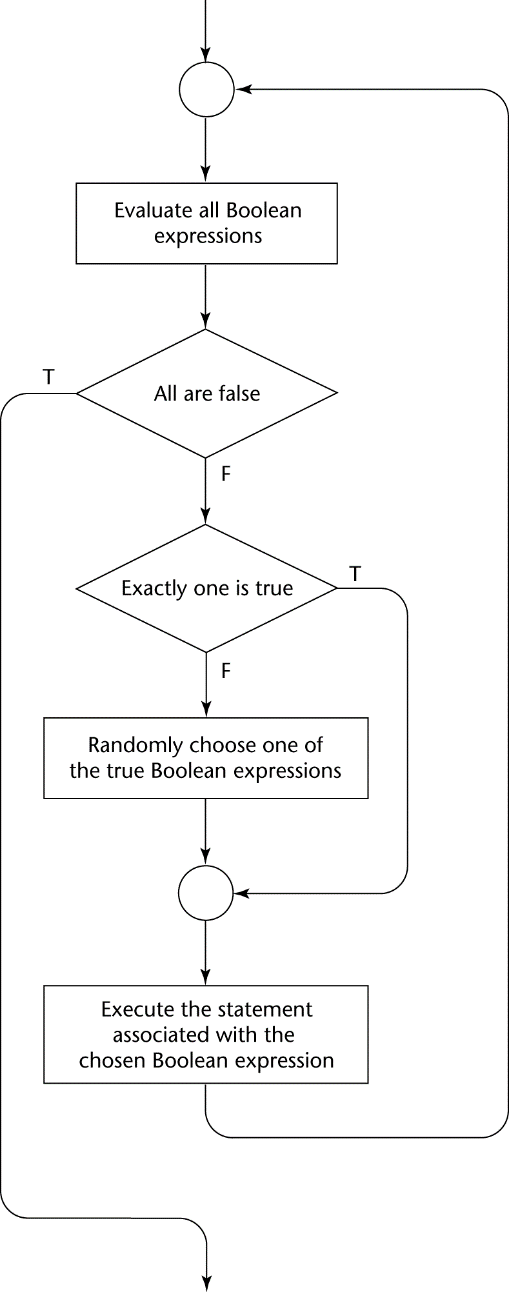 Evaluate all Boolean
expressions
T
All are false
F
T
Exactly one is true
F
Randomly choose one of
the true Boolean expressions
Execute the statement
associated with the
chosen Boolean expression